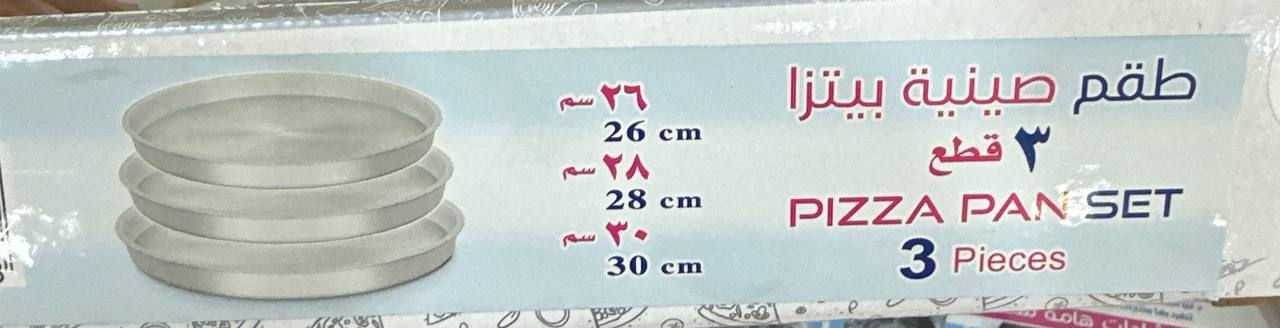 طقم صينية بيتزا
٣ قطع
PIZZA PAN SET
3 Pieces
٢٦ سم
26 cm
٢٨ سم
28 cm
٣٠ سم
30 cm
هامة